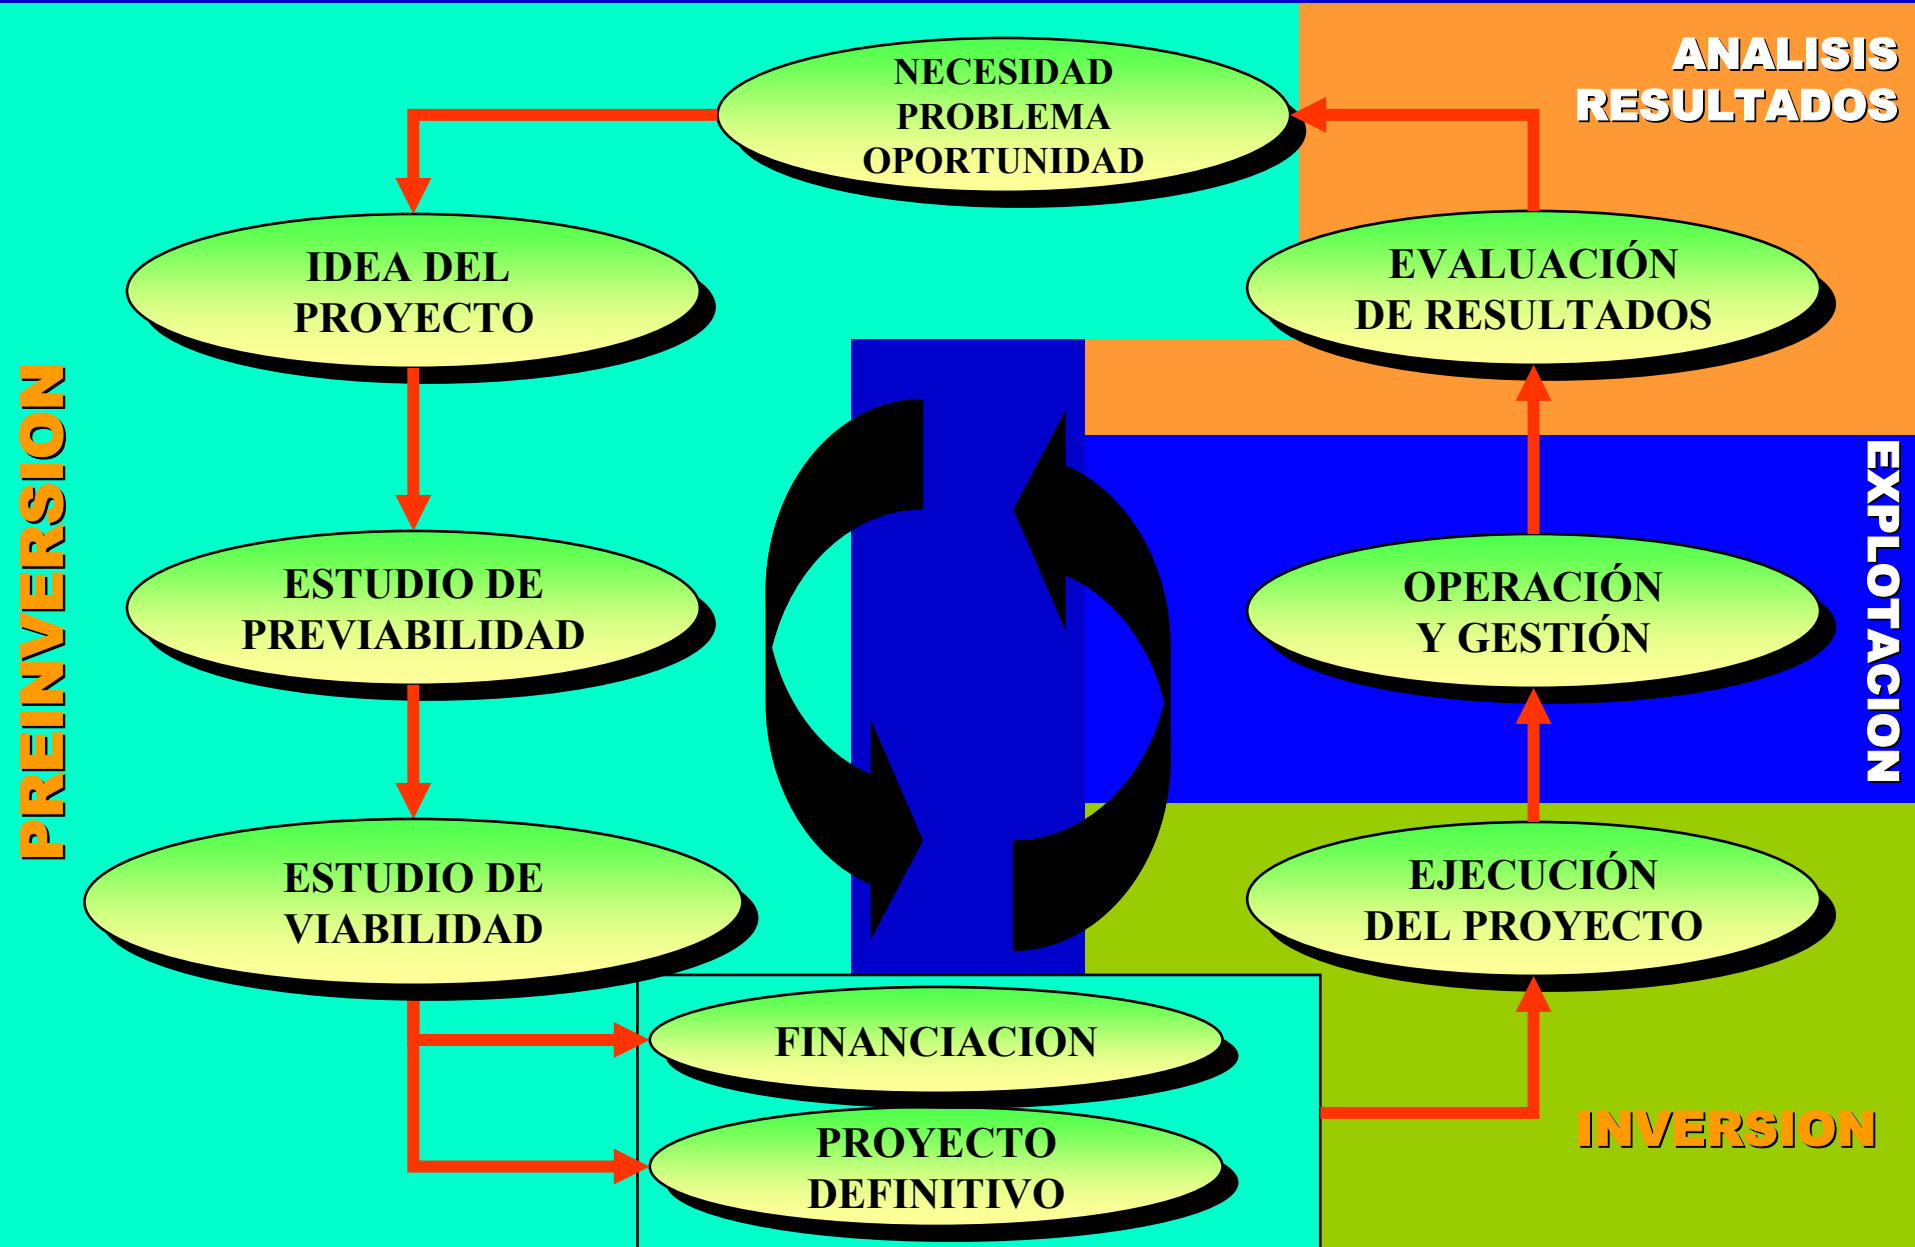 NECESIDAD
PROBLEMA
OPORTUNIDAD
ANALISIS
RESULTADOS
IDEA DEL
PROYECTO
EVALUACIÓN
DE RESULTADOS
PREINVERSION
EXPLOTACION
ESTUDIO DE
PREVIABILIDAD
OPERACIÓN
Y GESTIÓN
ESTUDIO DE
VIABILIDAD
EJECUCIÓN
DEL PROYECTO
FINANCIACION
PROYECTO
DEFINITIVO
INVERSION